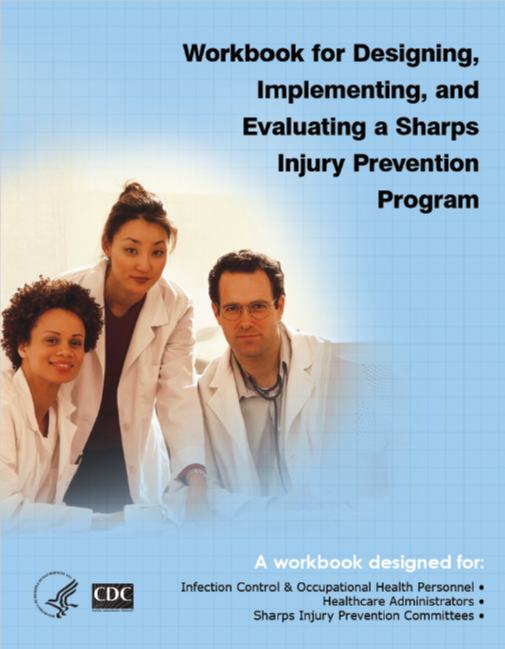 Workbook for Designing,
Implementing, and
Evaluating a Sharps
Injury Prevention
Program
A workbook designed for:
Infection Control & Occupational Health Personnel •
Healthcare Administrators •
Sharps Injury Prevention Committees •
CDC